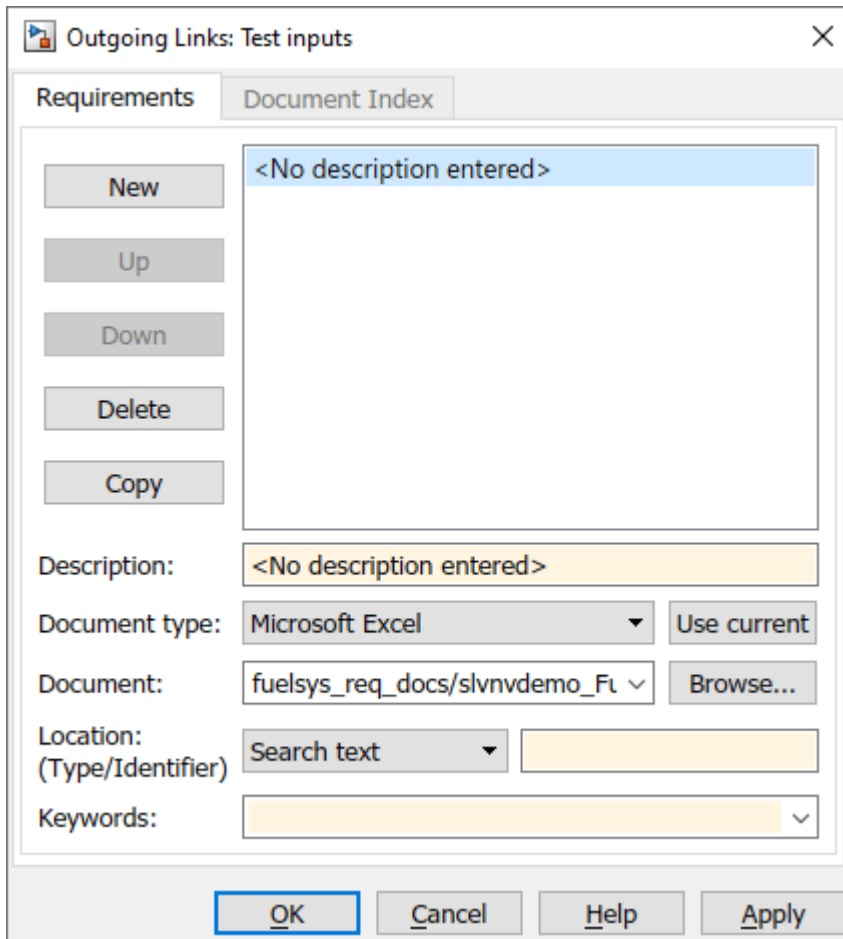 Outgoing Links: Test inputs
Requirements
Document Index
New
Up
Down
Delete
Copy
<No description entered>
Description:
<No description entered>
Document type:
Microsoft Excel
Use current
Document:
fuelsys_req_docs/slvnvdemo_Fu
Browse...
Location:
(Type/Identifier)
Search text
Keywords:
OK
Cancel
Help
Apply